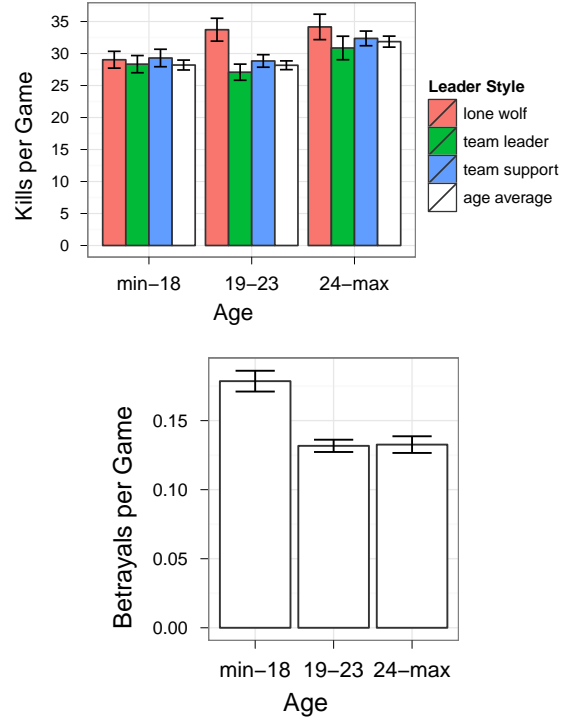 Kills per Game
35
30
25
20
15
10
5
0
min−18
19−23
24−max
Age
Leader Style
lone wolf
team leader
team support
age average
Betrayals per Game
0.15
0.10
0.05
0.00
min−18
19−23
24−max
Age